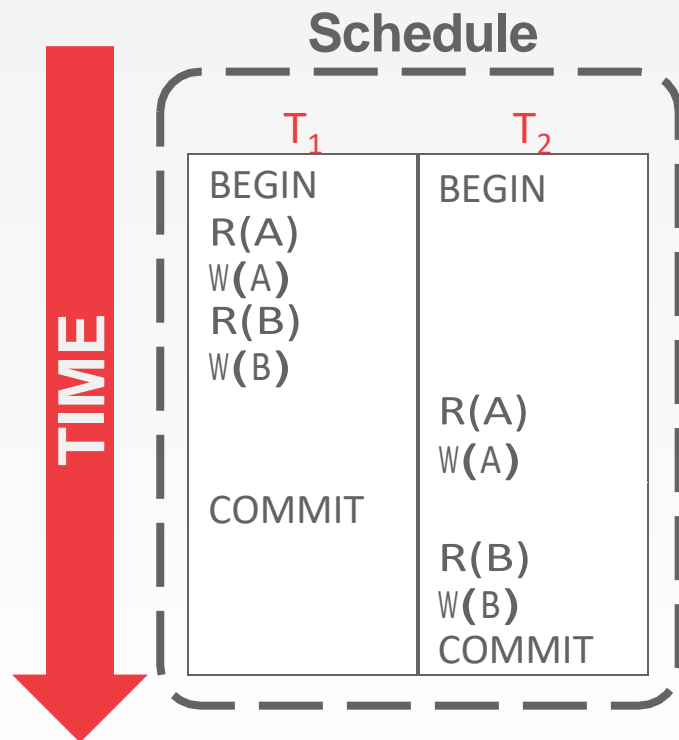 Schedule
TIME
T₁ T₂
BEGIN BEGIN
R(A)
W(A)
R(B)
W(B)
R(A)
W(A)
COMMIT
R(B)
W(B)
COMMIT